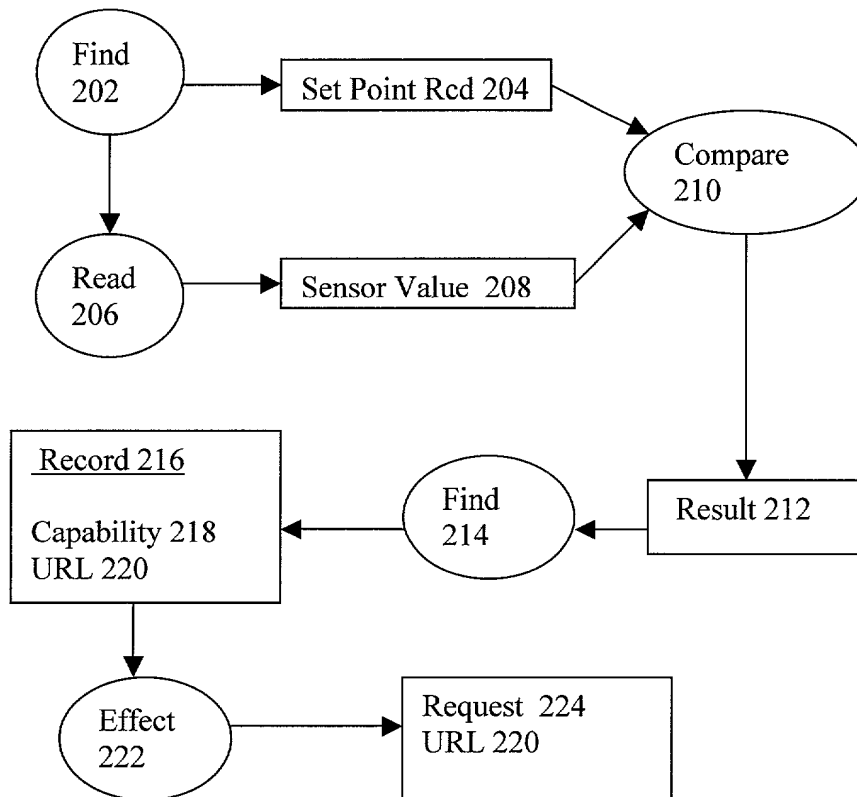 Find
202
Set Point Rcd 204
Compare
210
Read
206
Sensor Value 208
Record 216
Capability 218
URL 220
Find
214
Result 212
Effect
222
Request 224
URL 220